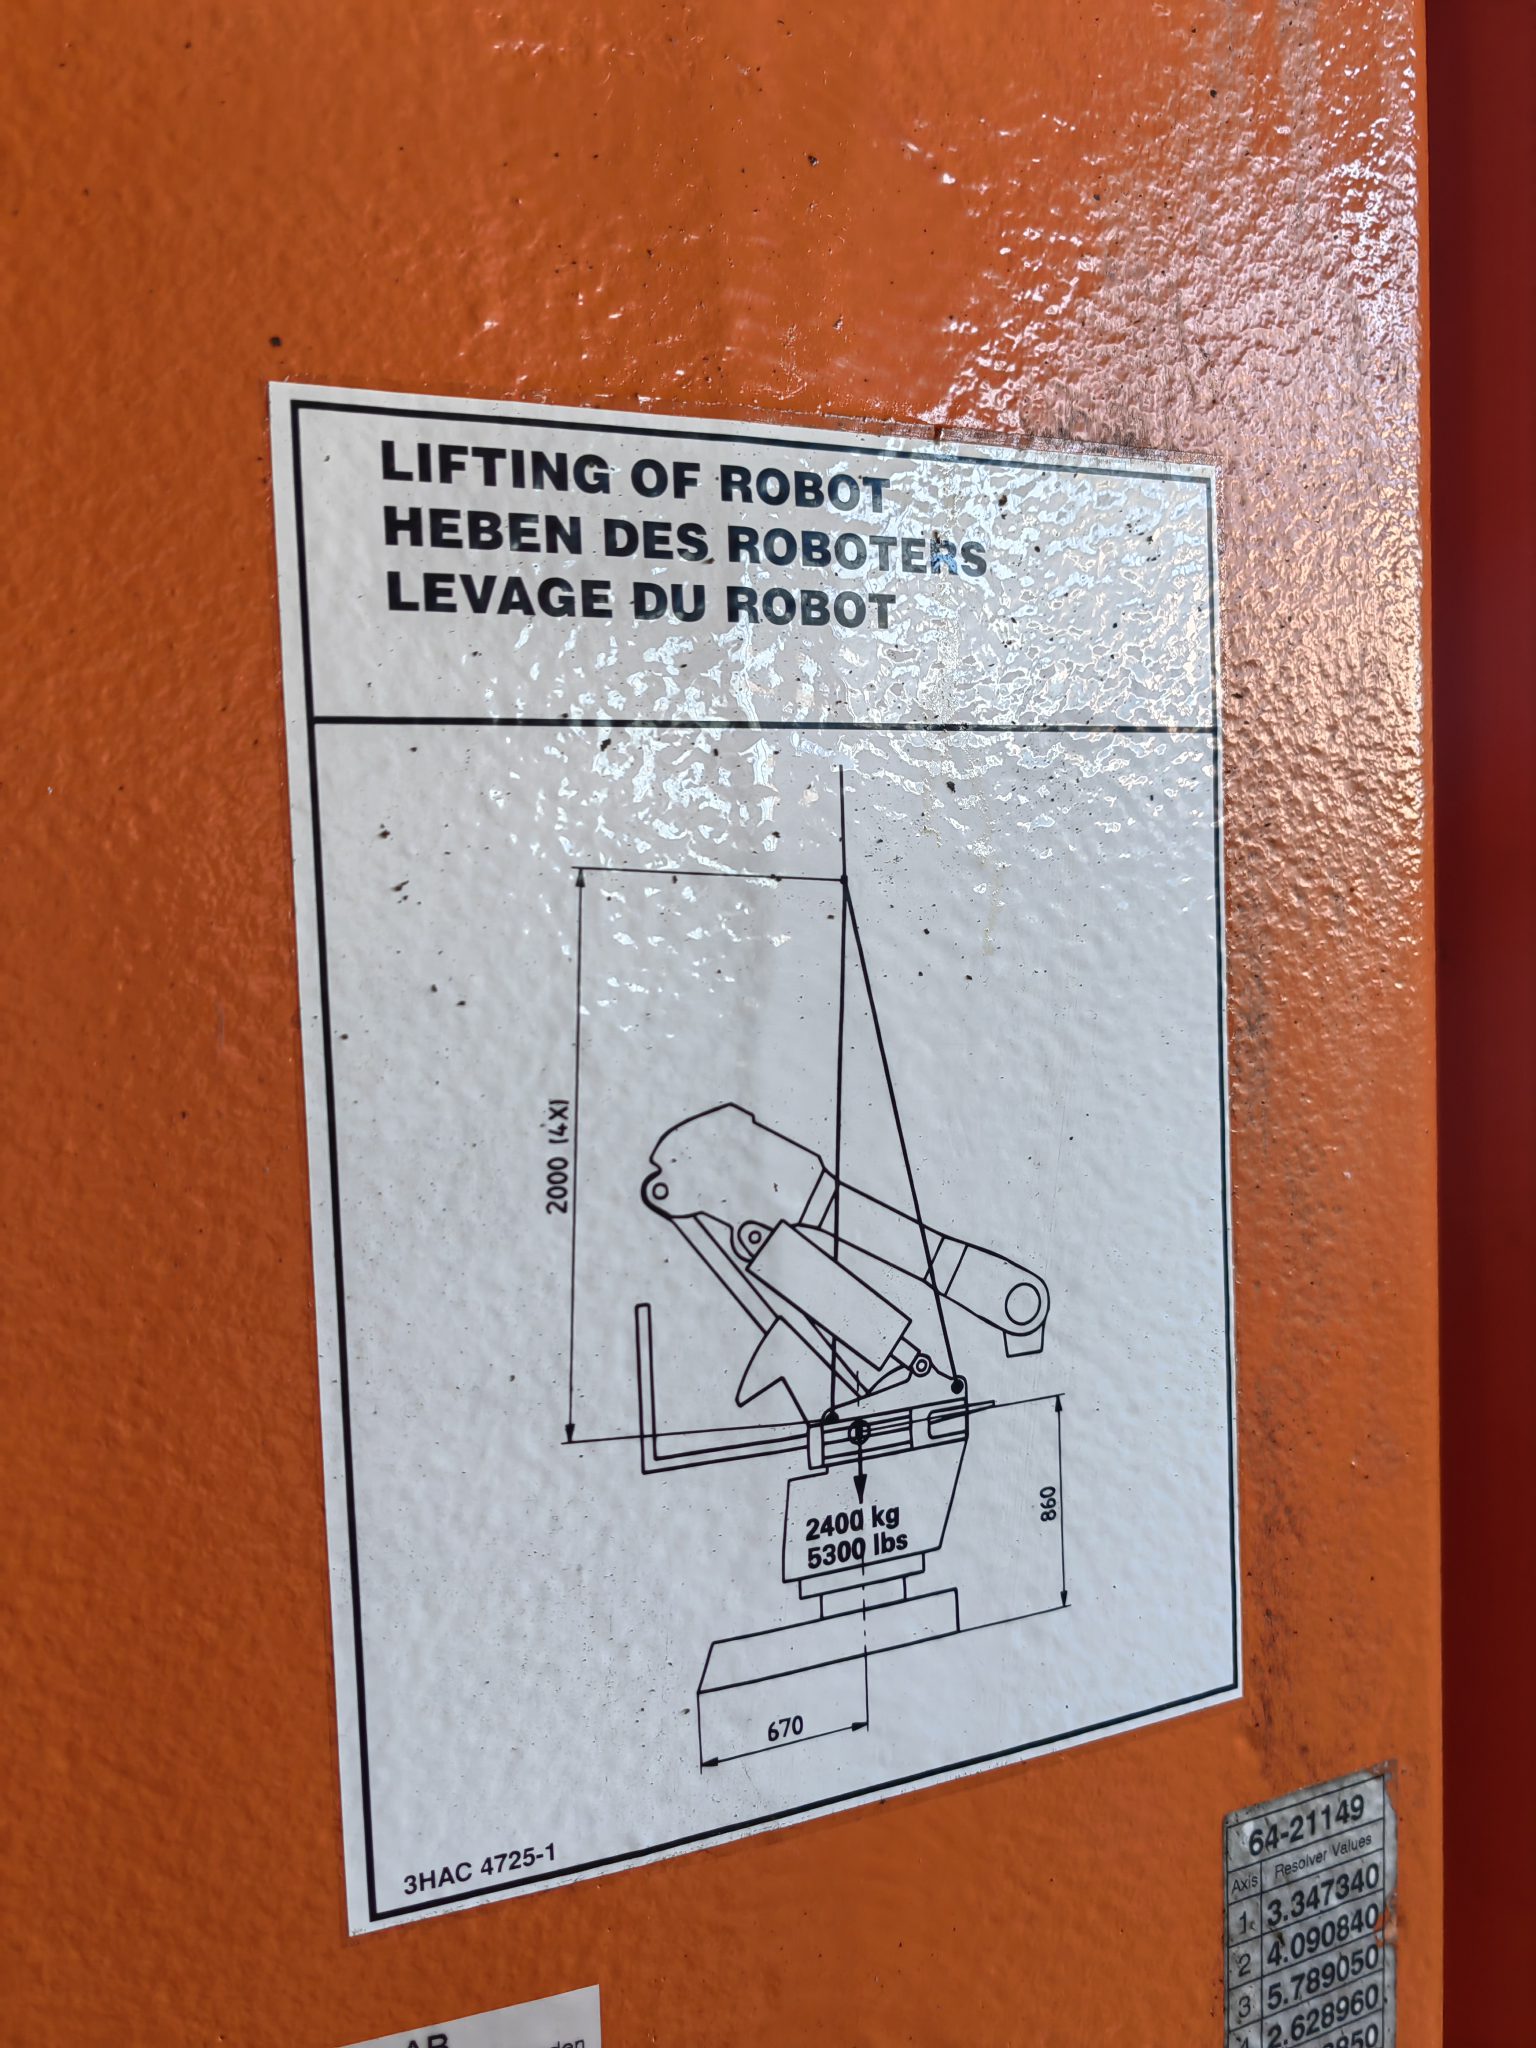 LIFTING OF ROBOT
HEBEN DES ROBOTERS
LEVAGE DU ROBOT
2000 (4X)
860
2400 kg
5300 lbs
670
3HAC 4725-1
64-21149
Axis Resolver Values
1 3.347340
2 4.090840
3 5.789050
2.628960